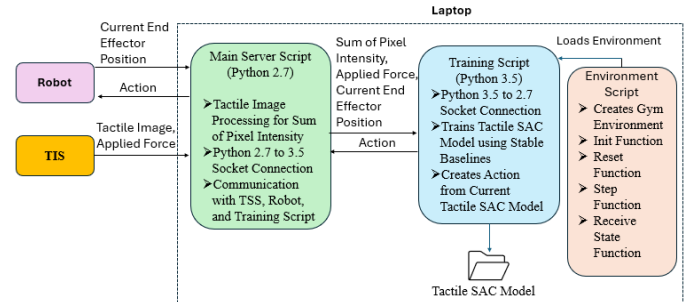 Laptop
Current End
Effector
Position
Robot
Action
Tactile Image,
Applied Force
TIS
Main Server Script
(Python 2.7)
➢Tactile Image
Processing for Sum
of Pixel Intensity
➢Python 2.7 to 3.5
Socket Connection
➢Communication
with TSS, Robot,
and Training Script
Sum of Pixel
Intensity,
Applied Force,
Current End
Effector
Position
Action
Training Script
(Python 3.5)
➢Python 3.5 to 2.7
Socket Connection
➢Trains Tactile SAC
Model using Stable
Baselines
➢Creates Action
from Current
Tactile SAC Model
Loads Environment
Environment
Script
➢ Creates Gym
Environment
➢ Init Function
➢ Reset
Function
➢ Step
Function
➢ Receive
State
Function
Tactile SAC Model